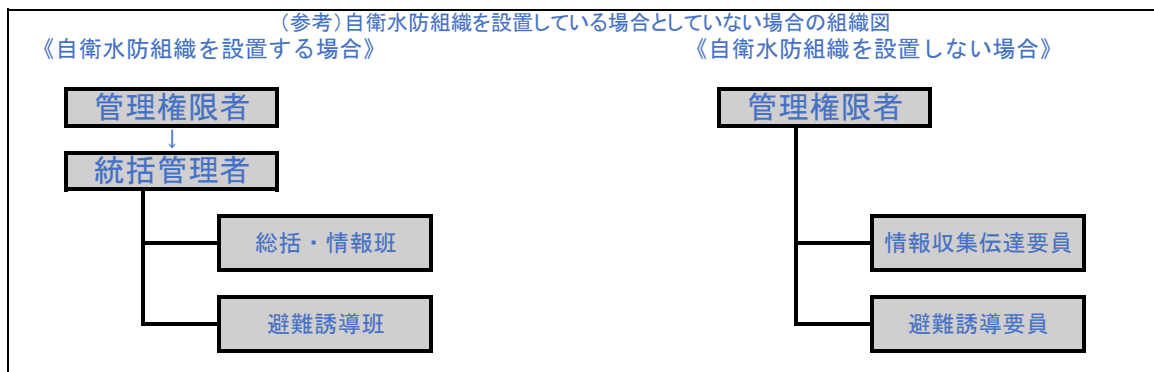 （参考）自衛水防組織を設置している場合としていない場合の組織図
《自衛水防組織を設置する場合》
管理権限者
↓
統括管理者
総括・情報班
避難誘導班
《自衛水防組織を設置しない場合》
管理権限者
情報収集伝達要員
避難誘導要員